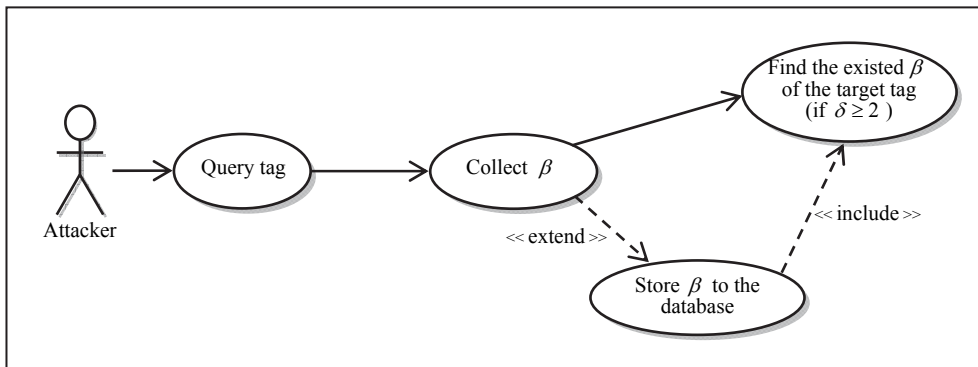 Attacker
Query tag
Collect β
Find the existed β
of the target tag
(if δ ≥ 2 )
<< extend >>
<< include >>
Store β to the
database